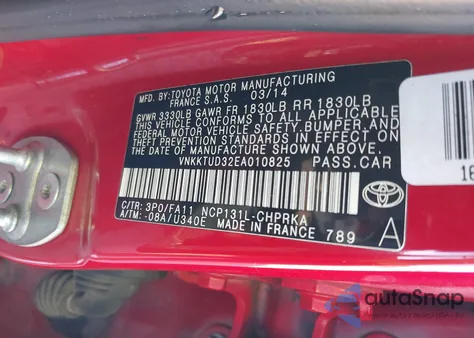 MFD. BY: TOYOTA MOTOR MANUFACTURING
FRANCE S.A.S. 03/14
GVWR 3330LB GAWR FR 1830LB RR 1830LB
THIS VEHICLE CONFORMS TO ALL APPLICABLE
FEDERAL MOTOR VEHICLE SAFETY, BUMPER, AND
THEFT PREVENTION STANDARDS IN EFFECT ON
THE DATE OF MANUFACTURE SHOWN ABOVE.
VNKKTUD32EA010825 PASS.CAR
C/TR: 3P0/FA11 NCP131L-CHPRKA
A/TM: -08A/U340E MADE IN FRANCE 789
A
TOYOTA
autoSnap